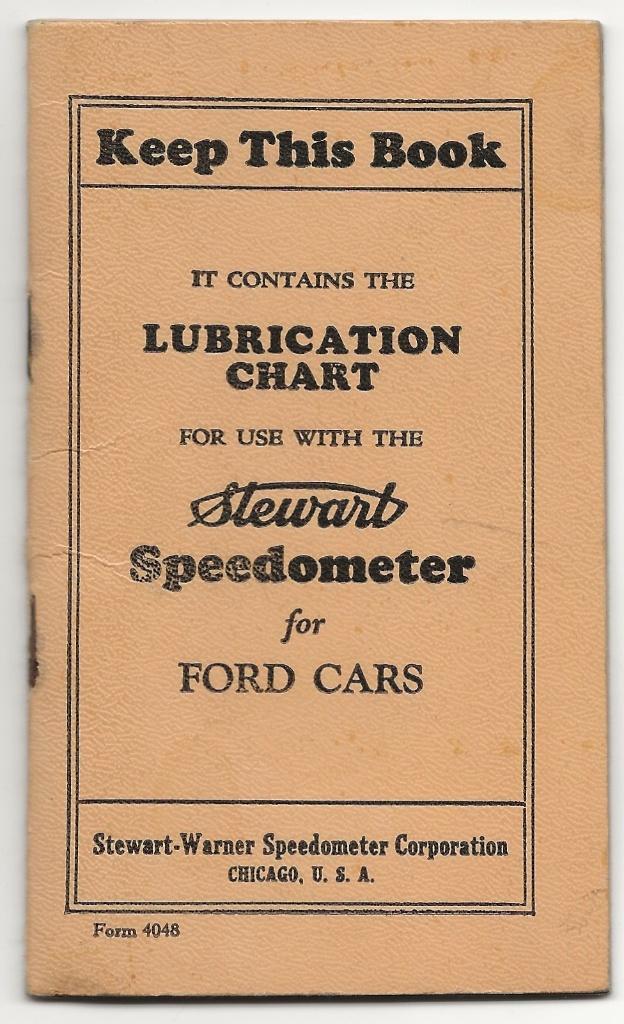 Keep This Book
IT CONTAINS THE
LUBRICATION
CHART
FOR USE WITH THE
Stewart
Speedometer
for
FORD CARS
Stewart-Warner Speedometer Corporation
CHICAGO, U. S. A.
Form 4048